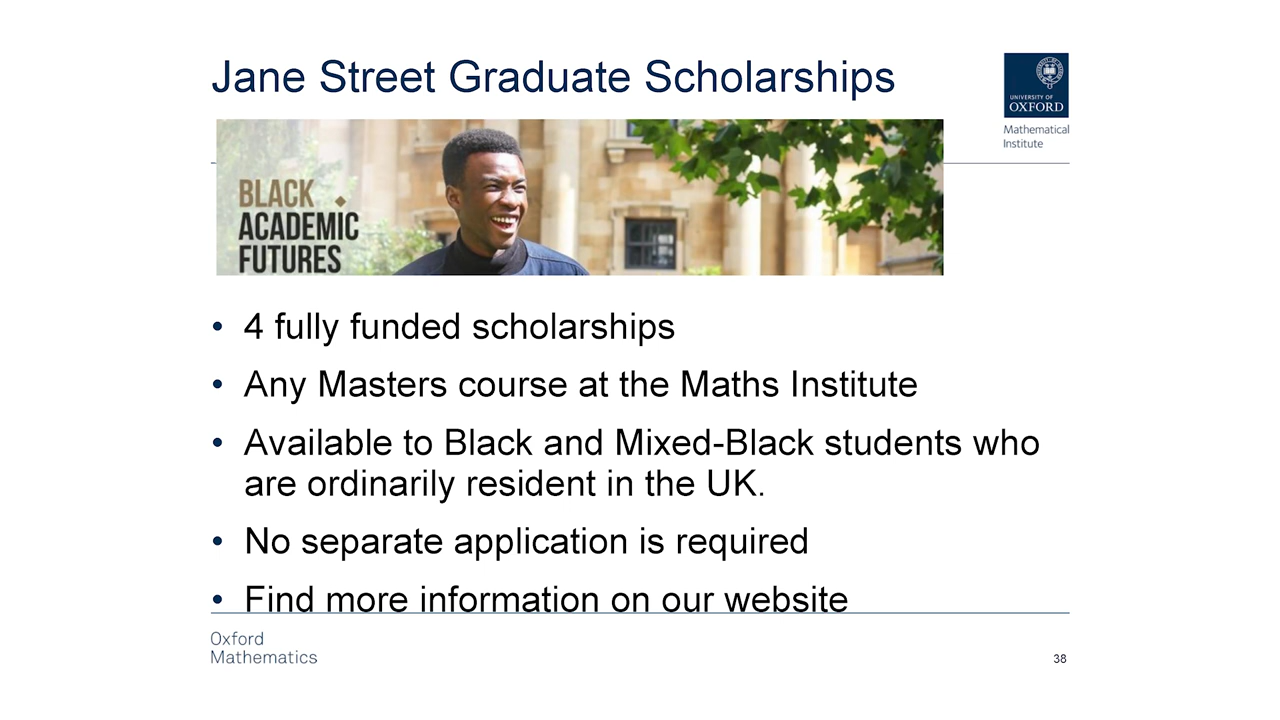 Jane Street Graduate Scholarships
UNIVERSITY OF
OXFORD
Mathematical
Institute
BLACK
ACADEMIC
FUTURES
• 4 fully funded scholarships
• Any Masters course at the Maths Institute
• Available to Black and Mixed-Black students who
are ordinarily resident in the UK.
• No separate application is required
• Find more information on our website
Oxford
Mathematics
38